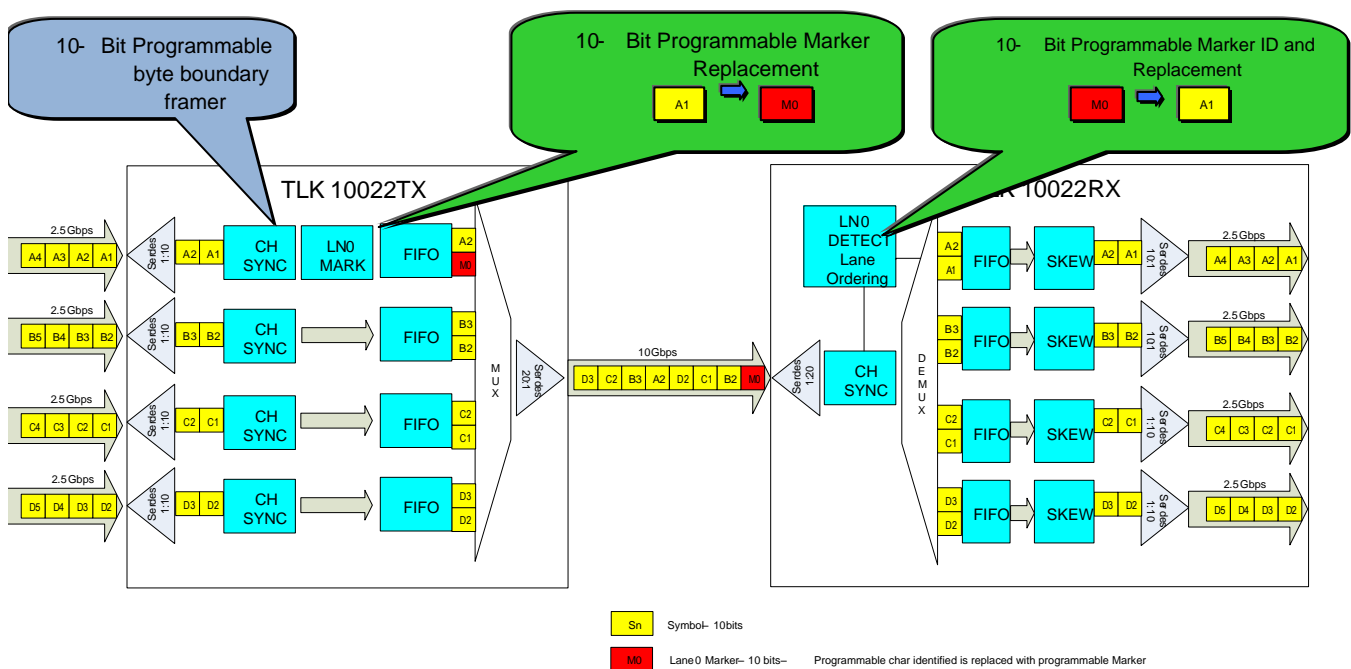 10- Bit Programmable
byte boundary
framer
10- Bit Programmable Marker
Replacement
A1
M0
10- Bit Programmable Marker ID and
Replacement
M0
A1
TLK 10022TX
10022RX
2.5Gbps
A4 A3 A2 A1
Serdes
1:10
A2 A1
CH
SYNC
LN0
MARK
FIFO
A2
M0
2.5Gbps
B5 B4 B3 B2
Serdes
1:10
B3 B2
CH
SYNC
FIFO
B3
B2
2.5Gbps
C4 C3 C2 C1
Serdes
1:10
C2 C1
CH
SYNC
FIFO
C2
C1
2.5Gbps
D5 D4 D3 D2
Serdes
1:10
D3 D2
CH
SYNC
FIFO
D3
D2
MUX
Serdes
20:1
10Gbps
D3 C2 B3 A2 D2 C1 B2 M0
Serdes
1:20
LN0
DETECT
Lane
Ordering
CH
SYNC
DEMUX
A2
A1
FIFO
SKEW
A2 A1
Serdes
10:1
2.5Gbps
A4 A3 A2 A1
B3
B2
FIFO
SKEW
B3 B2
Serdes
10:1
2.5Gbps
B5 B4 B3 B2
C2
C1
FIFO
SKEW
C2 C1
Serdes
1:10
2.5Gbps
C4 C3 C2 C1
D3
D2
FIFO
SKEW
D3 D2
Serdes
1:10
2.5Gbps
D5 D4 D3 D2
Sn Symbol– 10bits
M0 Lane0 Marker– 10 bits– Programmable char identified is replaced with programmable Marker